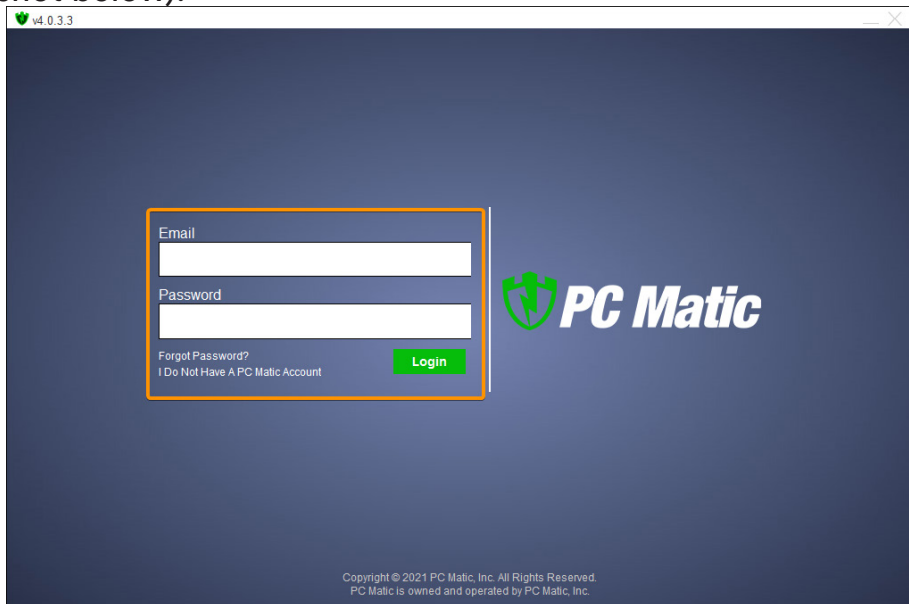 v4.0.3.3
Email
Password
PC Matic
Forgot Password?
I Do Not Have A PC Matic Account
Login
Copyright © 2021 PC Matic, Inc. All Rights Reserved.
PC Matic is owned and operated by PC Matic, Inc.